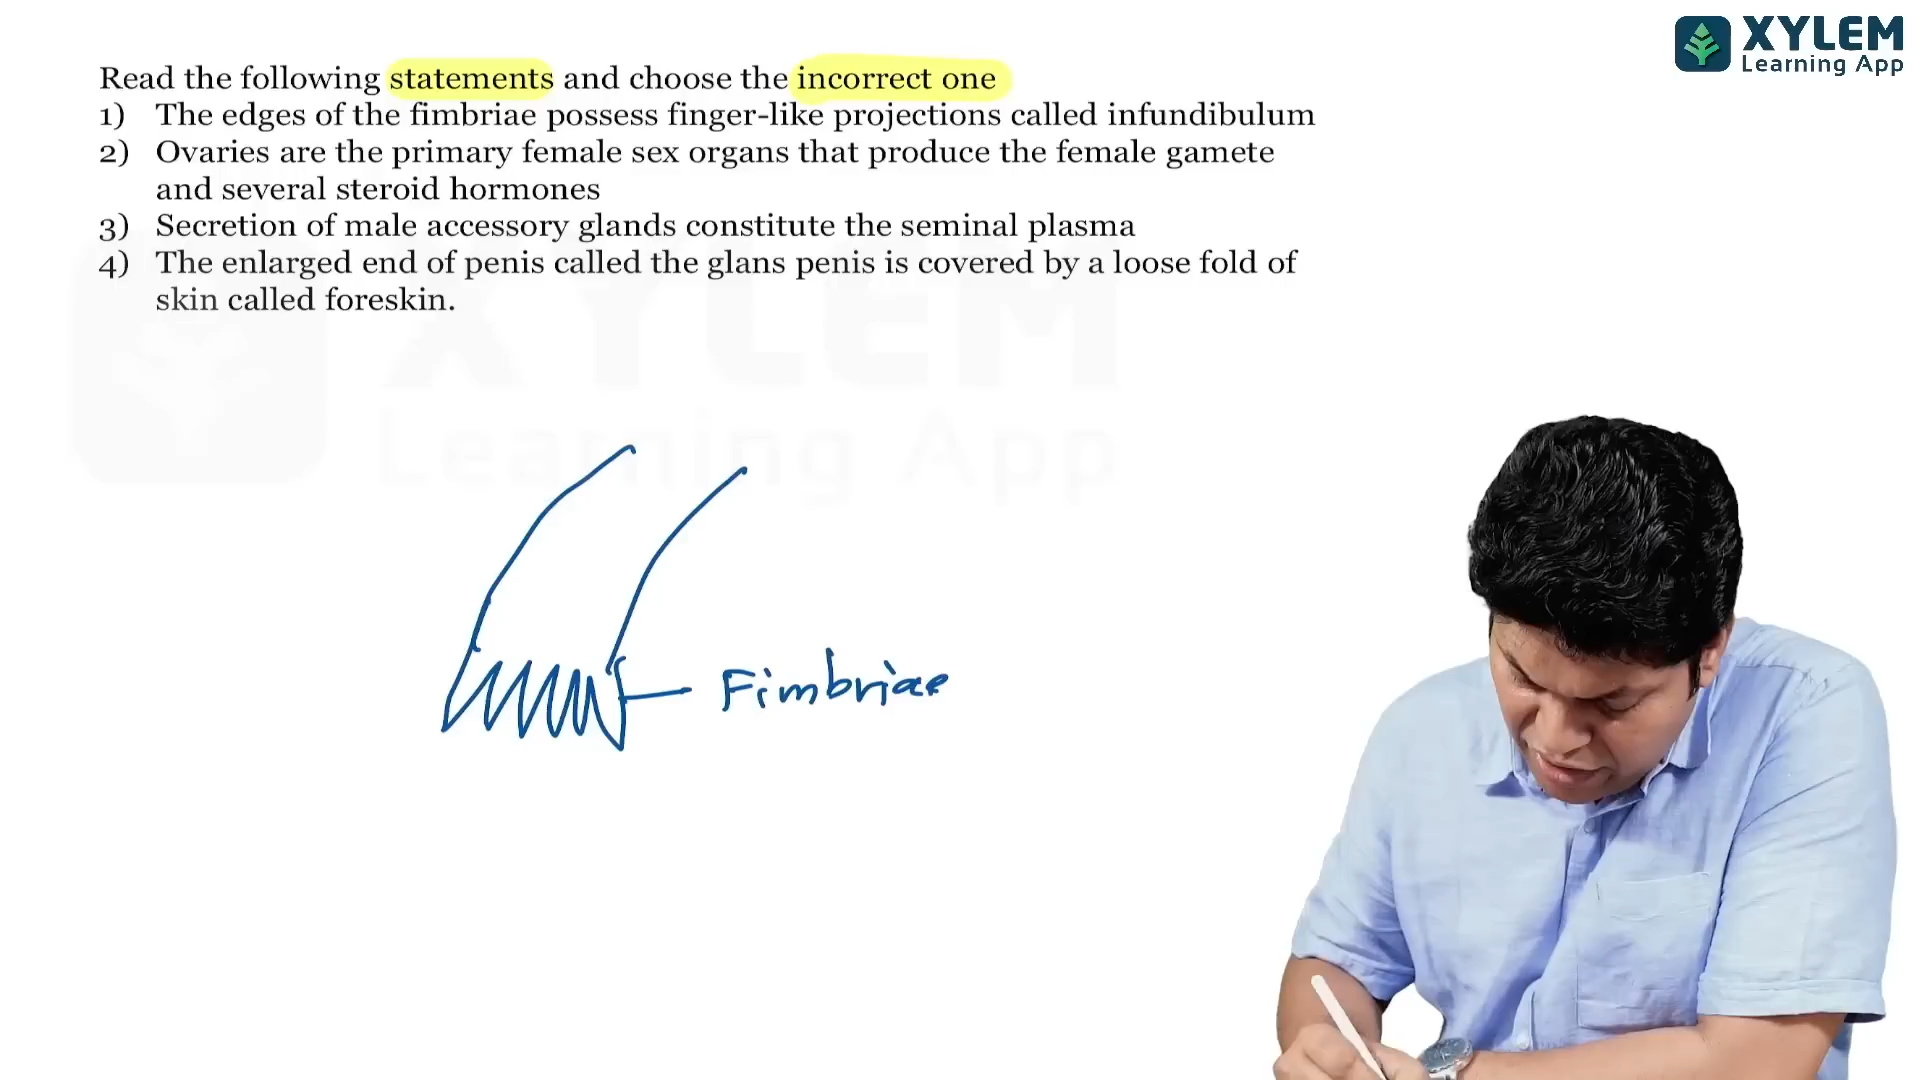 XYLEM
Learning App
Read the following statements and choose the incorrect one
1) The edges of the fimbriae possess finger-like projections called infundibulum
2) Ovaries are the primary female sex organs that produce the female gamete
and several steroid hormones
3) Secretion of male accessory glands constitute the seminal plasma
4) The enlarged end of penis called the glans penis is covered by a loose fold of
skin called foreskin.
XYLEM
Learning App
Fimbriae